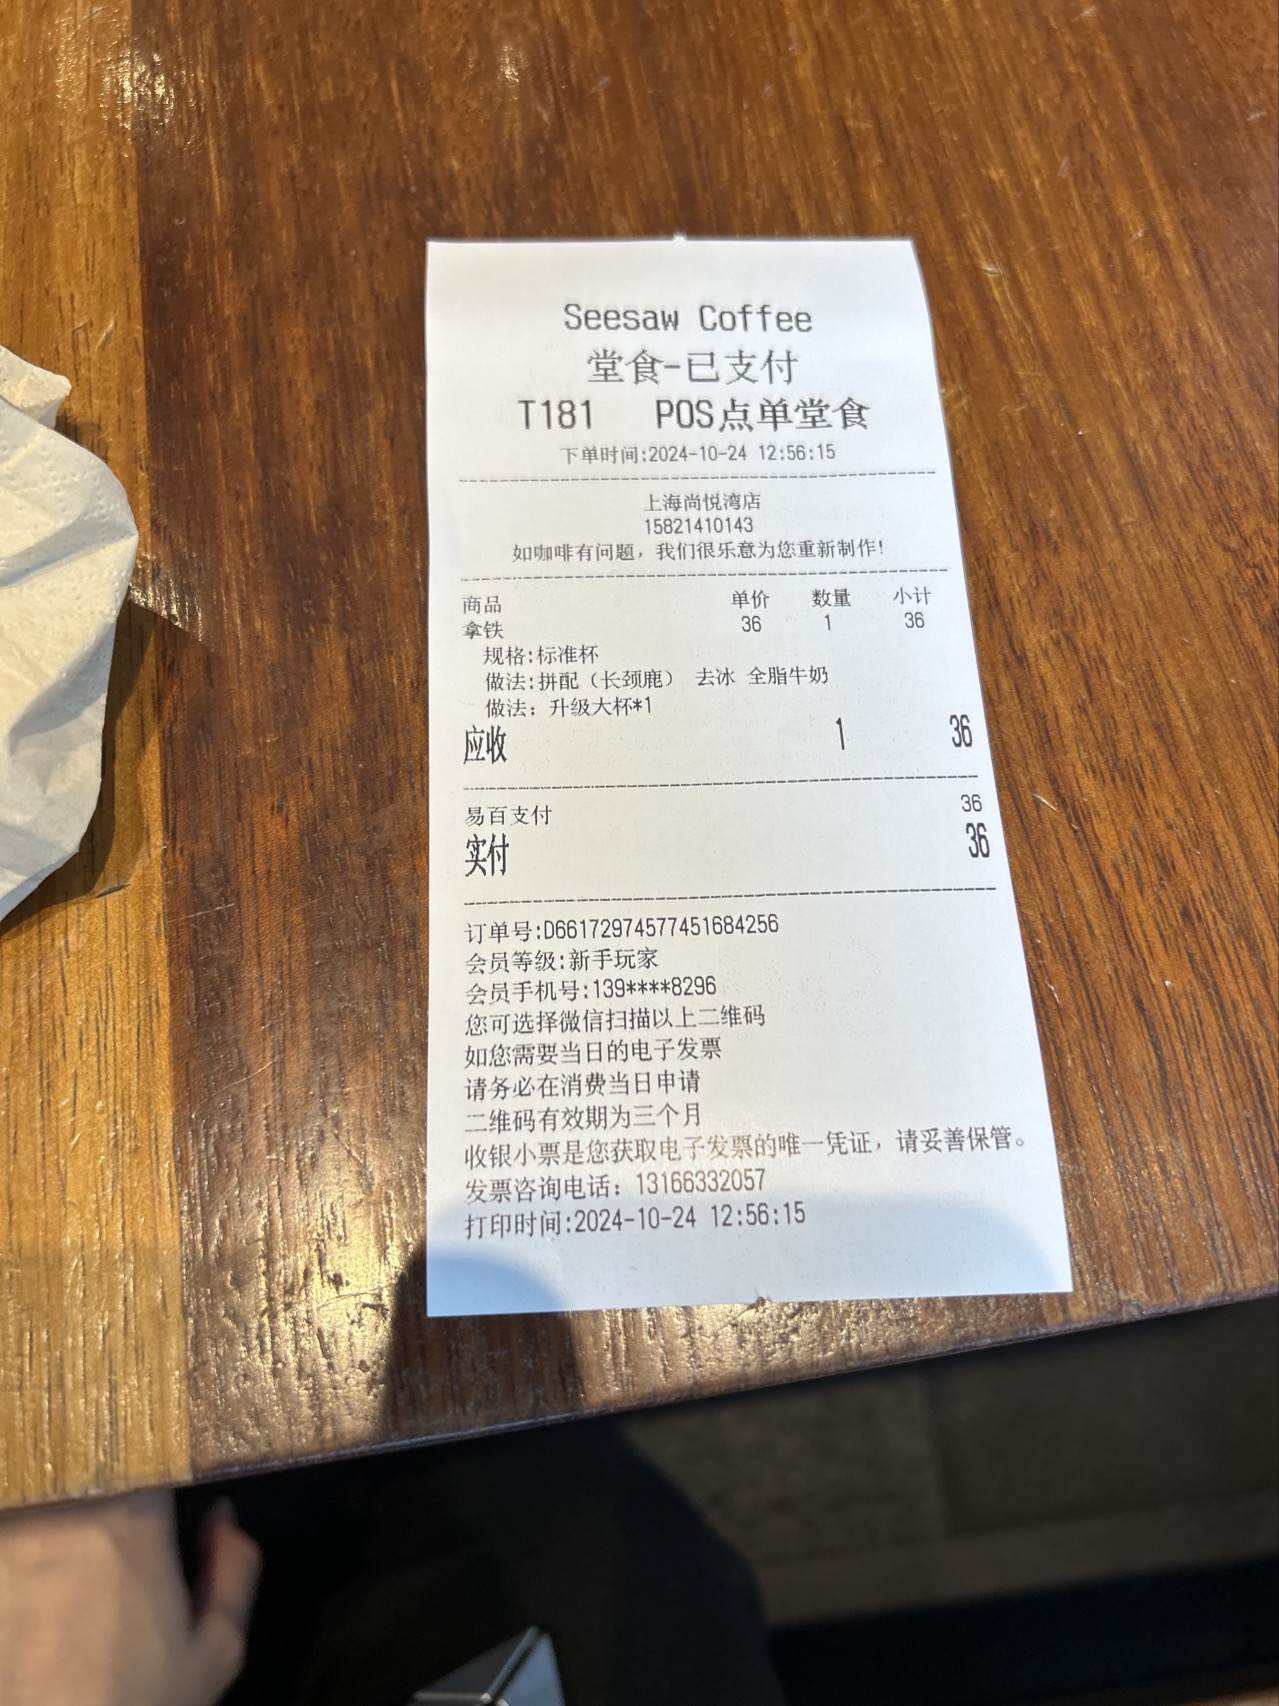 Seesaw Coffee
堂食-已支付
T181 POS点单堂食
下单时间:2024-10-24 12:56:15
上海尚悦湾店
15821410143
如咖啡有问题，我们很乐意为您重新制作!
商品 单价 数量 小计
拿铁 36 1 36
规格:标准杯
做法:拼配（长颈鹿） 去冰 全脂牛奶
做法：升级大杯*1
应收 1 36
易百支付 36
实付 36
订单号:D661729745774516842​56
会员等级:新手玩家
会员手机号:139****8296
您可选择微信扫描以上二维码
如您需要当日的电子发票
请务必在消费当日申请
二维码有效期为三个月
收银小票是您获取电子发票的唯一凭证，请妥善保管。
发票咨询电话：13166332057
打印时间:2024-10-24 12:56:15